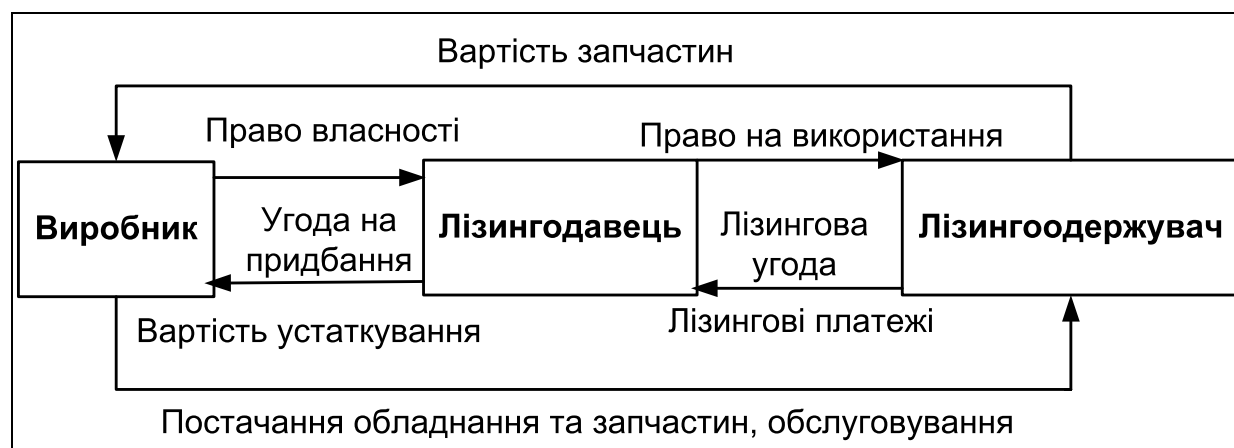 Вартість запчастин
Право власності
Право на використання
Виробник
Угода на
придбання
Лізингодавець
Лізингова
угода
Лізингоодержувач
Вартість устаткування
Лізингові платежі
Постачання обладнання та запчастин, обслуговування